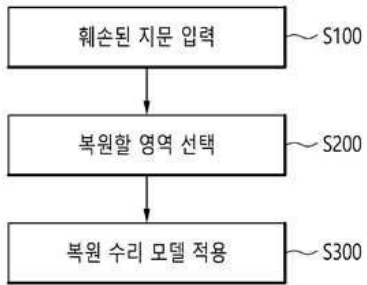 훼손된 지문 입력 S100
복원할 영역 선택 S200
복원 수리 모델 적용 S300